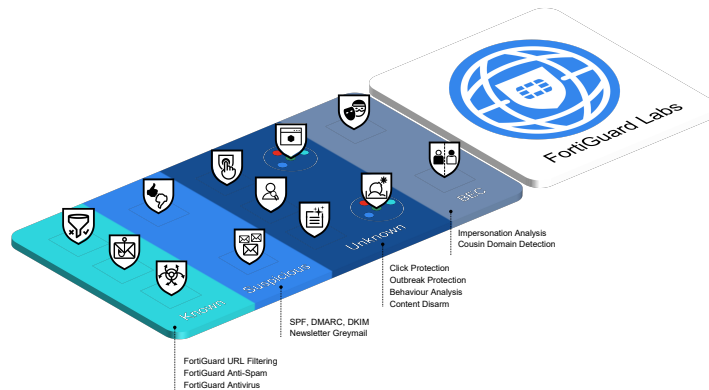 FortiGuard Labs
BEC
Impersonation Analysis
Cousin Domain Detection
Unknown
Click Protection
Outbreak Protection
Behaviour Analysis
Content Disarm
Suspicious
SPF, DMARC, DKIM
Newsletter Greymail
Known
FortiGuard URL Filtering
FortiGuard Anti-Spam
FortiGuard Antivirus